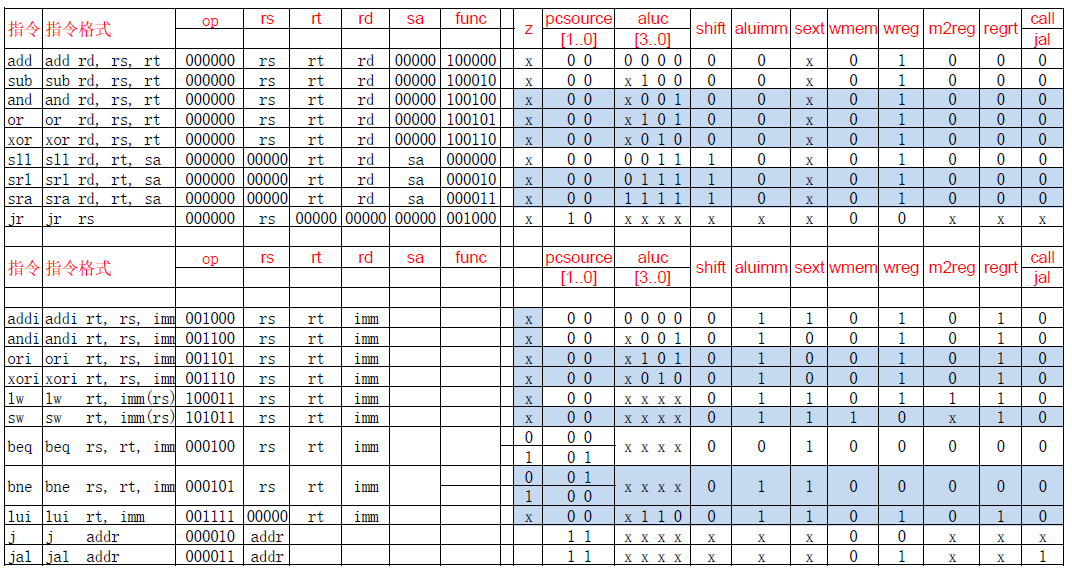 指令 指令格式 op rs rt rd sa func z pcsource [1..0] aluc [3..0] shift aluimm sext wmem wreg m2reg regrt call jal
add add rd, rs, rt 000000 rs rt rd 00000 100000 x 0 0 0 0 0 0 0 0 x 0 1 0 0 0
sub sub rd, rs, rt 000000 rs rt rd 00000 100010 x 0 0 x 1 0 0 0 0 x 0 1 0 0 0
and and rd, rs, rt 000000 rs rt rd 00000 100100 x 0 0 x 0 0 1 0 0 x 0 1 0 0 0
or or rd, rs, rt 000000 rs rt rd 00000 100101 x 0 0 x 1 0 1 0 0 x 0 1 0 0 0
xor xor rd, rs, rt 000000 rs rt rd 00000 100110 x 0 0 x 0 1 0 0 0 x 0 1 0 0 0
sll sll rd, rt, sa 000000 00000 rt rd sa 000000 x 0 0 0 0 1 1 1 0 x 0 1 0 0 0
srl srl rd, rt, sa 000000 00000 rt rd sa 000010 x 0 0 0 1 1 1 1 0 x 0 1 0 0 0
sra sra rd, rt, sa 000000 00000 rt rd sa 000011 x 0 0 1 1 1 1 1 0 x 0 1 0 0 0
jr jr rs 000000 rs 00000 00000 00000 001000 x 1 0 x x x x x x x 0 0 x x x
指令 指令格式 op rs rt rd sa func pcsource [1..0] aluc [3..0] shift aluimm sext wmem wreg m2reg regrt call jal
addi addi rt, rs, imm 001000 rs rt imm x 0 0 0 0 0 0 0 1 1 0 1 0 1 0
andi andi rt, rs, imm 001100 rs rt imm x 0 0 x 0 0 1 0 1 0 0 1 0 1 0
ori ori rt, rs, imm 001101 rs rt imm x 0 0 x 1 0 1 0 1 0 0 1 0 1 0
xori xori rt, rs, imm 001110 rs rt imm x 0 0 x 0 1 0 0 1 0 0 1 0 1 0
lw lw rt, imm(rs) 100011 rs rt imm x 0 0 x x x x 0 1 1 0 1 1 1 0
sw sw rt, imm(rs) 101011 rs rt imm x 0 0 x x x x 0 1 1 1 0 x 1 0
beq beq rs, rt, imm 000100 rs rt imm 0 0 0 x x x x 0 0 1 0 0 0 0 0
1 0 1
bne bne rs, rt, imm 000101 rs rt imm 0 0 1 x x x x 0 1 1 0 0 0 0 0
1 0 0
lui lui rt, imm 001111 00000 rt imm x 0 0 x 1 1 0 0 1 1 0 1 0 1 0
j j addr 000010 addr 1 1 x x x x x x x 0 0 x x x
jal jal addr 000011 addr 1 1 x x x x x x x 0 1 x x 1